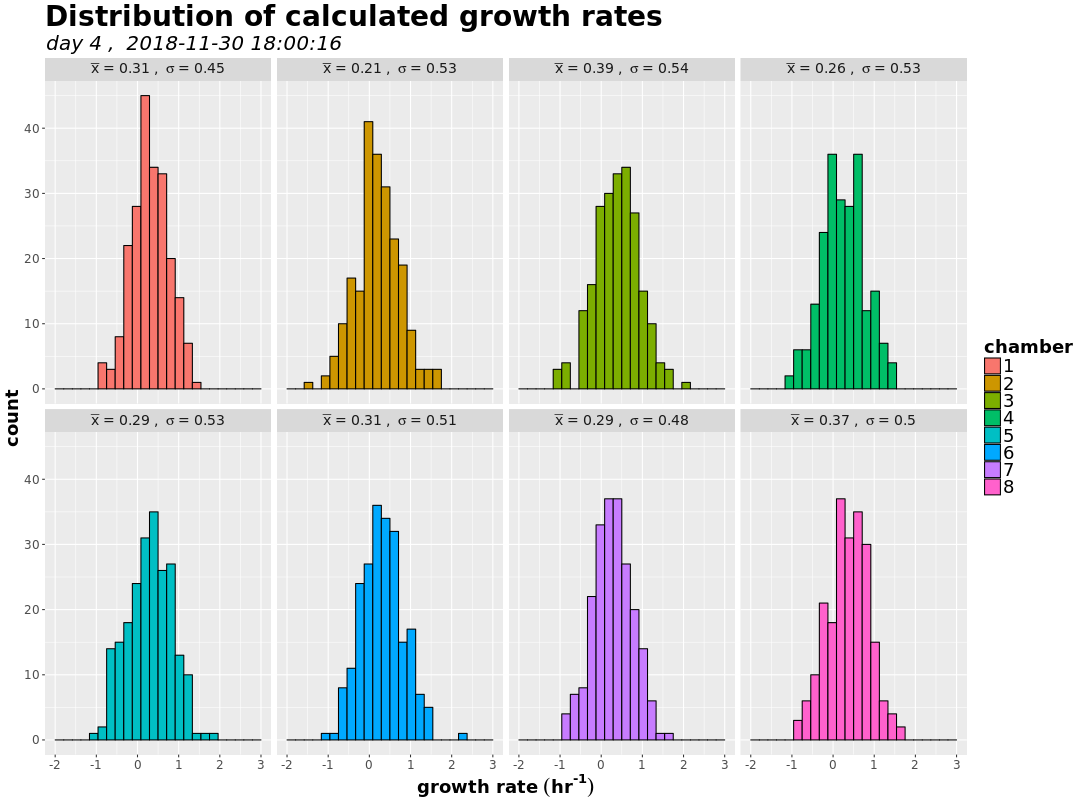 Distribution of calculated growth rates
day 4 ,  2018-11-30 18:00:16
x̅ = 0.31 ,  σ = 0.45
x̅ = 0.21 ,  σ = 0.53
x̅ = 0.39 ,  σ = 0.54
x̅ = 0.26 ,  σ = 0.53
40
30
20
10
0
x̅ = 0.29 ,  σ = 0.53
x̅ = 0.31 ,  σ = 0.51
x̅ = 0.29 ,  σ = 0.48
x̅ = 0.37 ,  σ = 0.5
40
30
20
10
0
-2 -1 0 1 2 3
-2 -1 0 1 2 3
-2 -1 0 1 2 3
-2 -1 0 1 2 3
count
growth rate (hr⁻¹)
chamber
1
2
3
4
5
6
7
8